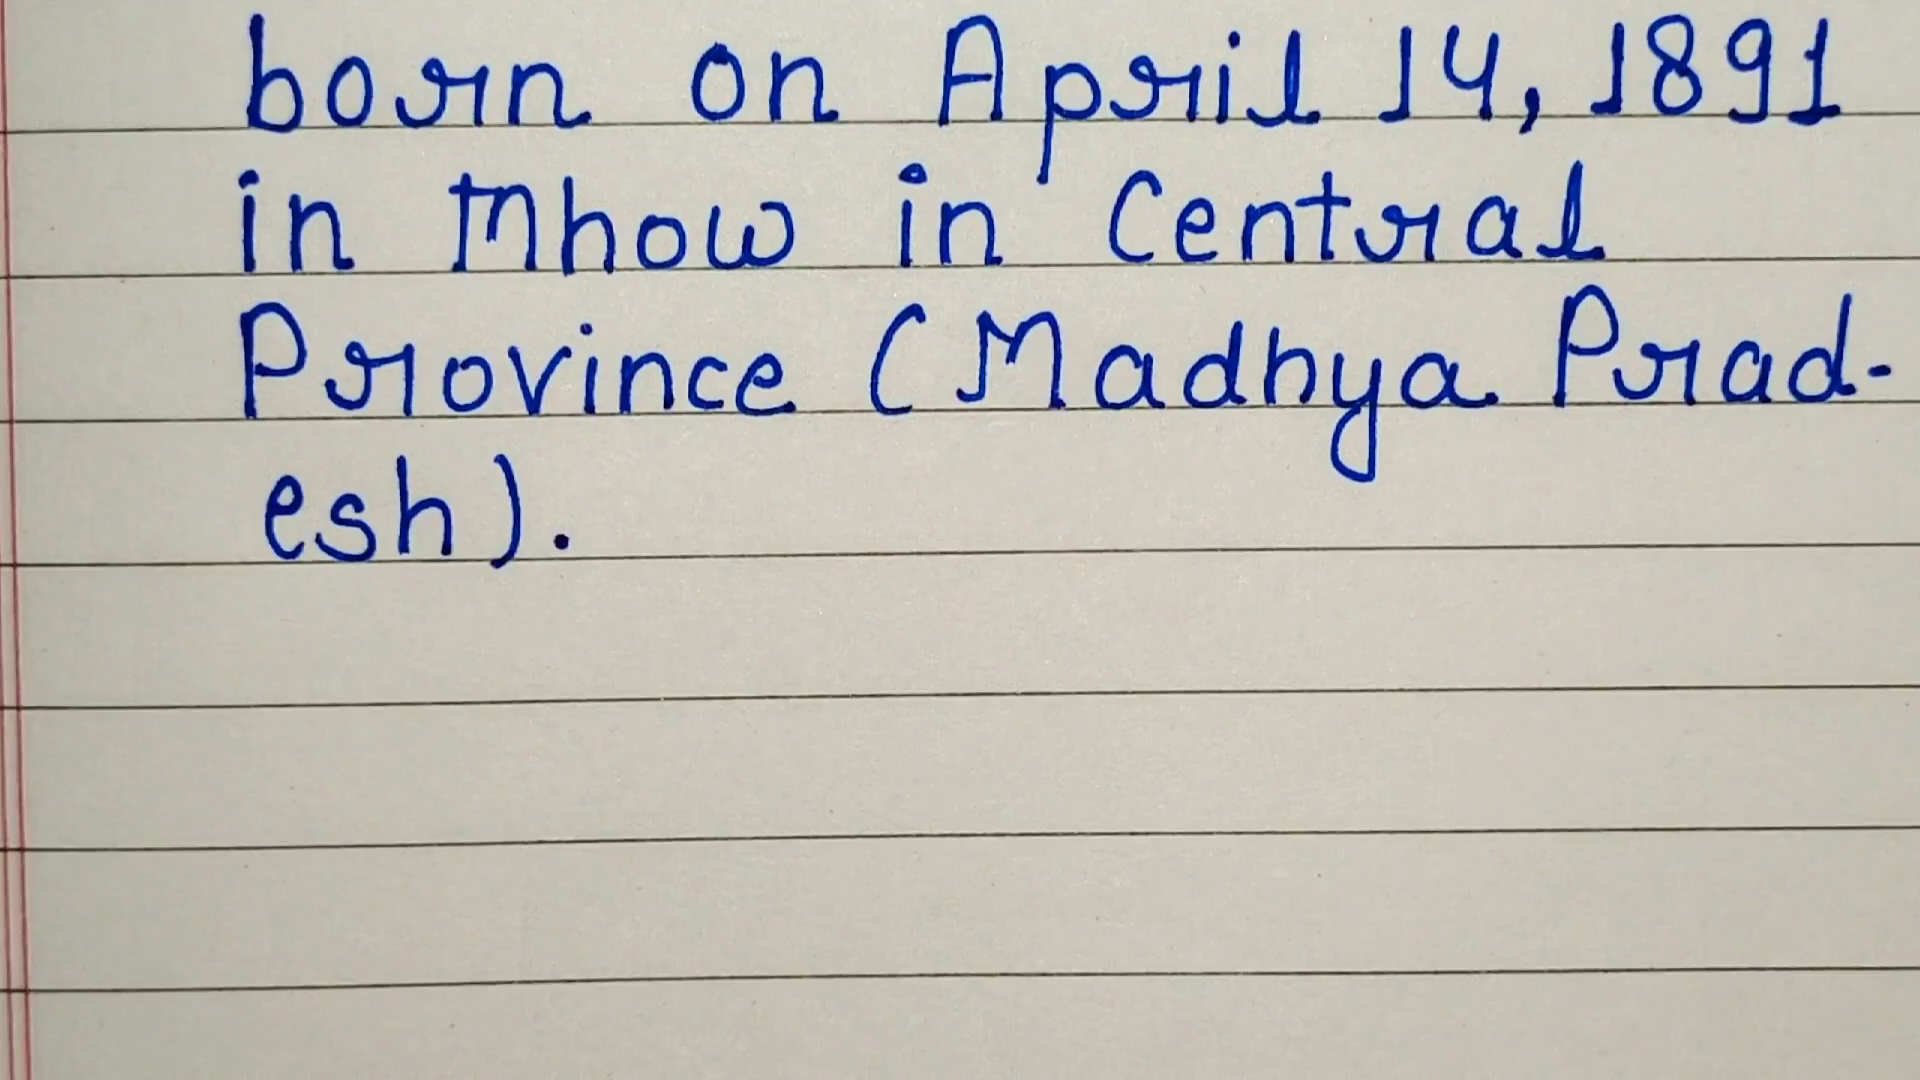 born on April 14, 1891
in Mhow in Central
Province (Madhya Prad-
esh).